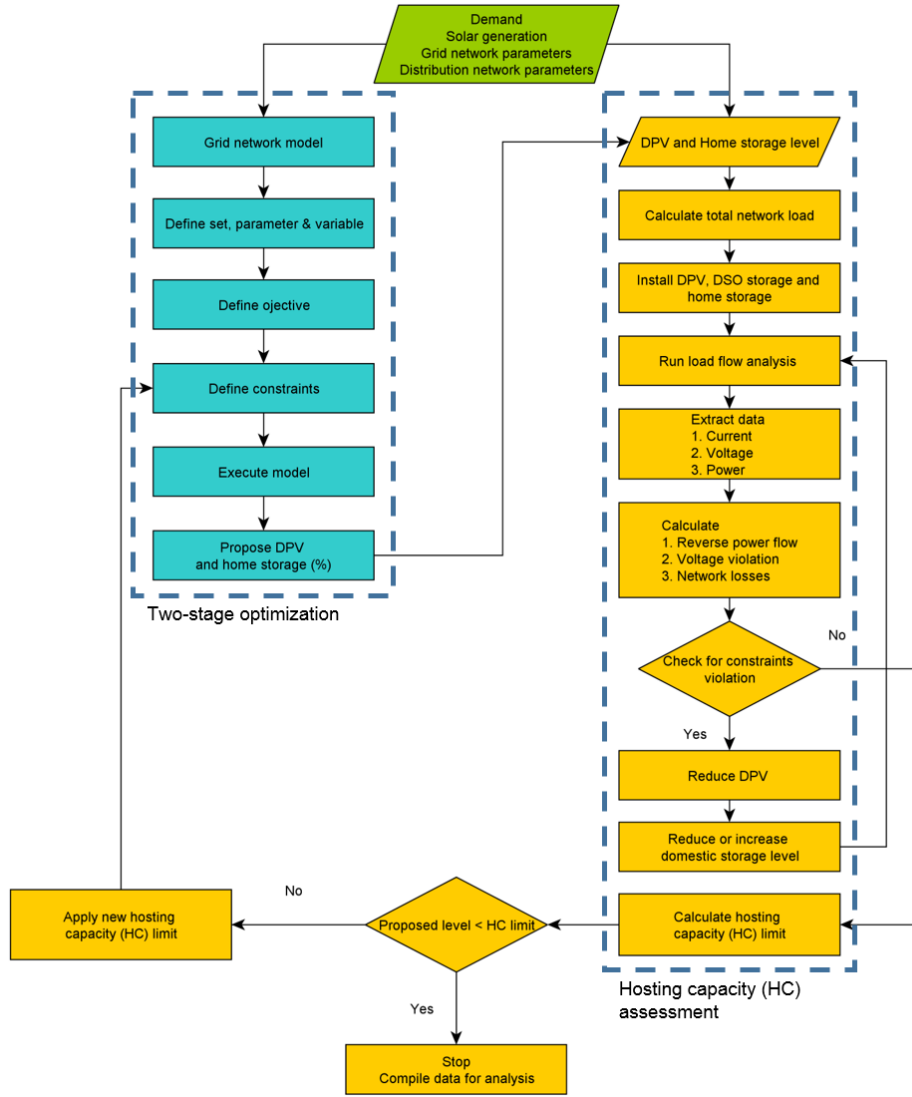 Demand
Solar generation
Grid network parameters
Distribution network parameters
Grid network model
Define set, parameter & variable
Define ojective
Define constraints
Execute model
Propose DPV
and home storage (%)
Two-stage optimization
DPV and Home storage level
Calculate total network load
Install DPV, DSO storage and
home storage
Run load flow analysis
Extract data
1. Current
2. Voltage
3. Power
Calculate
1. Reverse power flow
2. Voltage violation
3. Network losses
Check for constraints
violation
No
Yes
Reduce DPV
Reduce or increase
domestic storage level
Calculate hosting
capacity (HC) limit
Hosting capacity (HC)
assessment
Proposed level < HC limit
No
Apply new hosting
capacity (HC) limit
Yes
Stop
Compile data for analysis